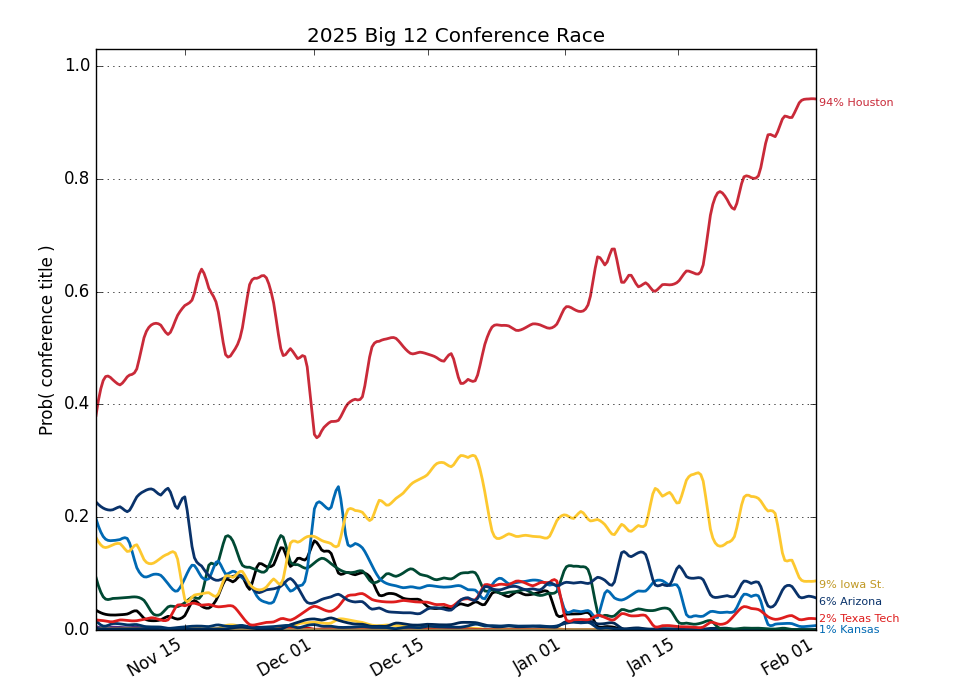 2025 Big 12 Conference Race
Prob( conference title )
1.0
0.8
0.6
0.4
0.2
0.0
94% Houston
9% Iowa St.
6% Arizona
2% Texas Tech
1% Kansas
Nov 15
Dec 01
Dec 15
Jan 01
Jan 15
Feb 01